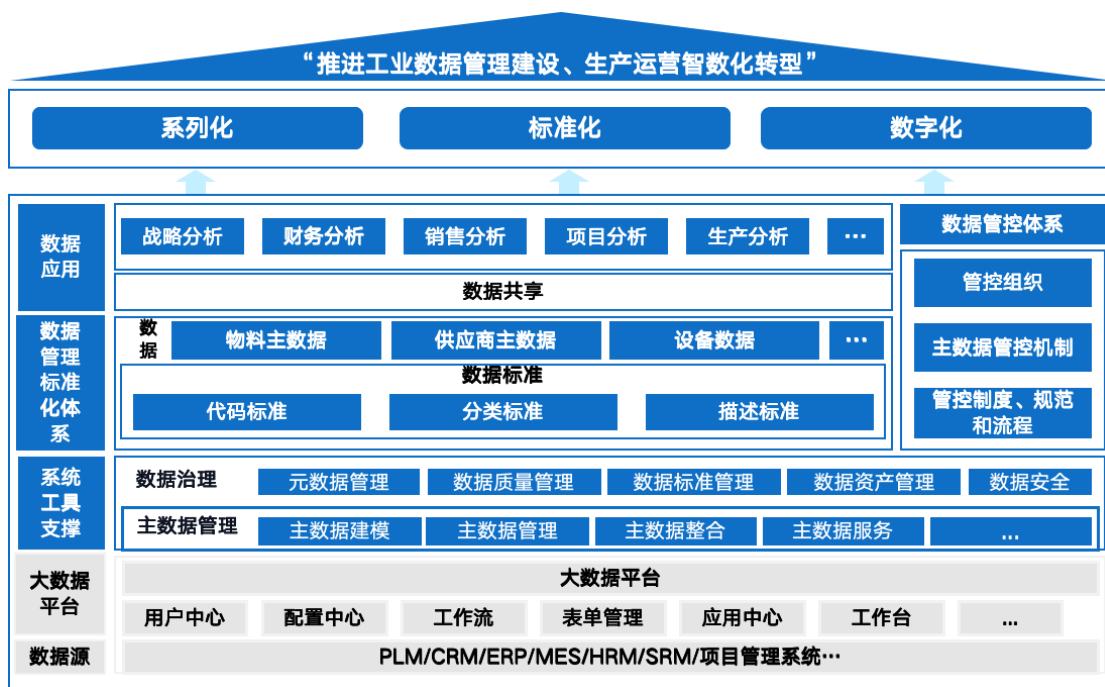 “推进工业数据管理建设、生产运营智数化转型”
系列化
标准化
数字化
数据
应用
战略分析
财务分析
销售分析
项目分析
生产分析
···
数据共享
数据管控体系
管控组织
主数据管控机制
管控制度、规范
和流程
数据
管理
标准
化体
系
数
据
物料主数据
供应商主数据
设备数据
···
数据标准
代码标准
分类标准
描述标准
系统
工具
支撑
数据治理
元数据管理
数据质量管理
数据标准管理
数据资产管理
数据安全
主数据管理
主数据建模
主数据管理
主数据整合
主数据服务
...
大数据
平台
大数据平台
用户中心
配置中心
工作流
表单管理
应用中心
工作台
...
数据源
PLM/CRM/ERP/MES/HRM/SRM/项目管理系统···